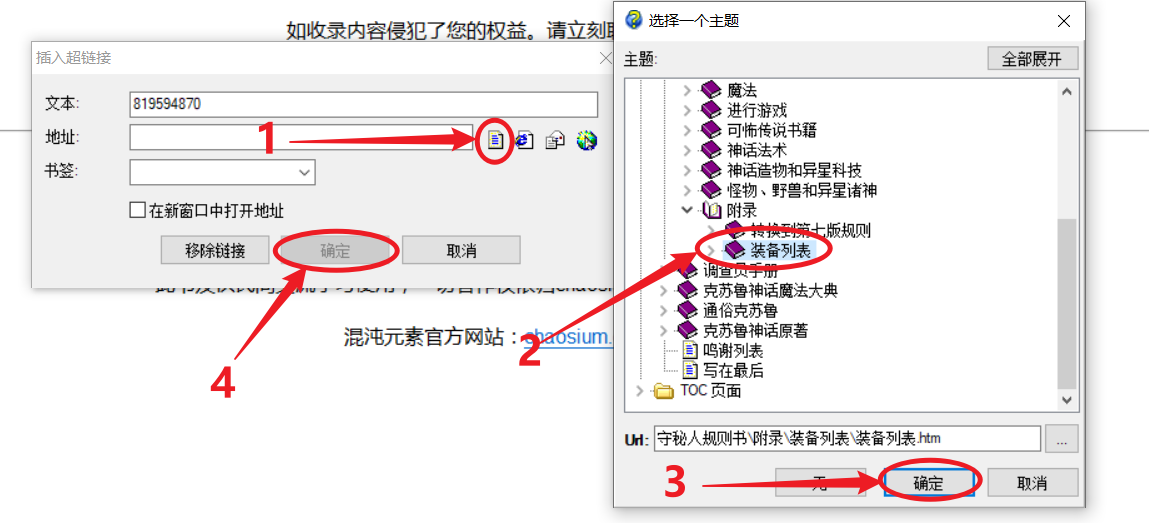 如收录内容侵犯了您的权益。请立刻
插入超链接
文本:
819594870
地址:
书签:
在新窗口中打开地址
移除链接
确定
取消
混沌元素官方网站：chaosium.
1
2
3
4
选择一个主题
主题:
全部展开
魔法
进行游戏
可怖传说书籍
神话法术
神话造物和异星科技
怪物、野兽和异星诸神
附录
转换到第七版规则
装备列表
调查员手册
克苏鲁神话魔法大典
通俗克苏鲁
克苏鲁神话原著
鸣谢列表
写在最后
TOC 页面
Url:
守秘人规则书\附录\装备列表\装备列表.htm
...
无
确定
取消